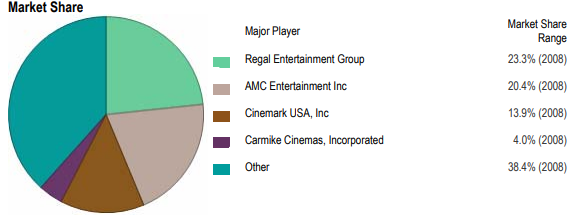 Market Share
Major Player
Market Share
Range
Regal Entertainment Group 23.3% (2008)
AMC Entertainment Inc 20.4% (2008)
Cinemark USA, Inc 13.9% (2008)
Carmike Cinemas, Incorporated 4.0% (2008)
Other 38.4% (2008)